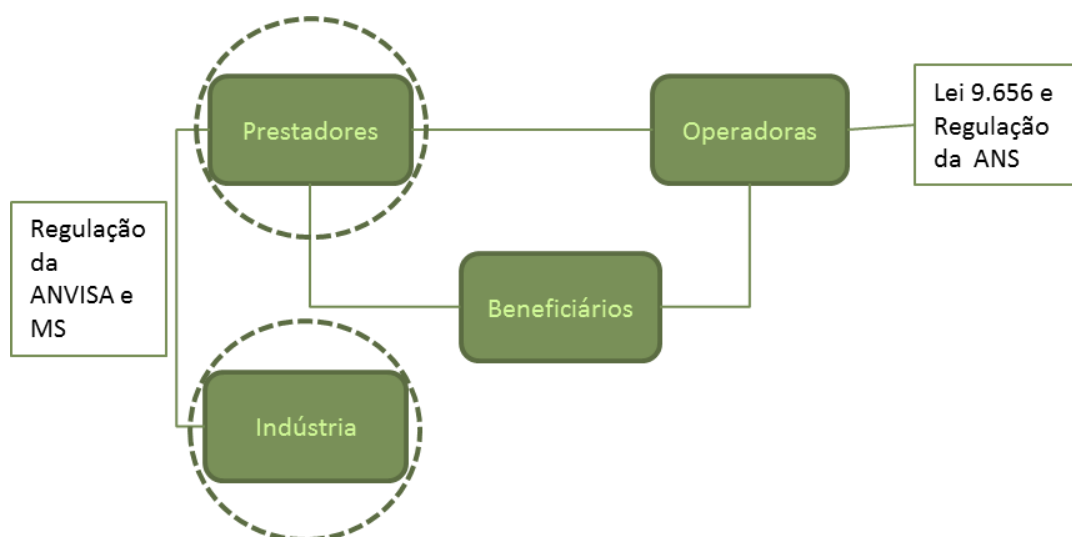 Prestadores
Operadoras
Lei 9.656 e
Regulação
da ANS
Regulação
da
ANVISA e
MS
Beneficiários
Indústria